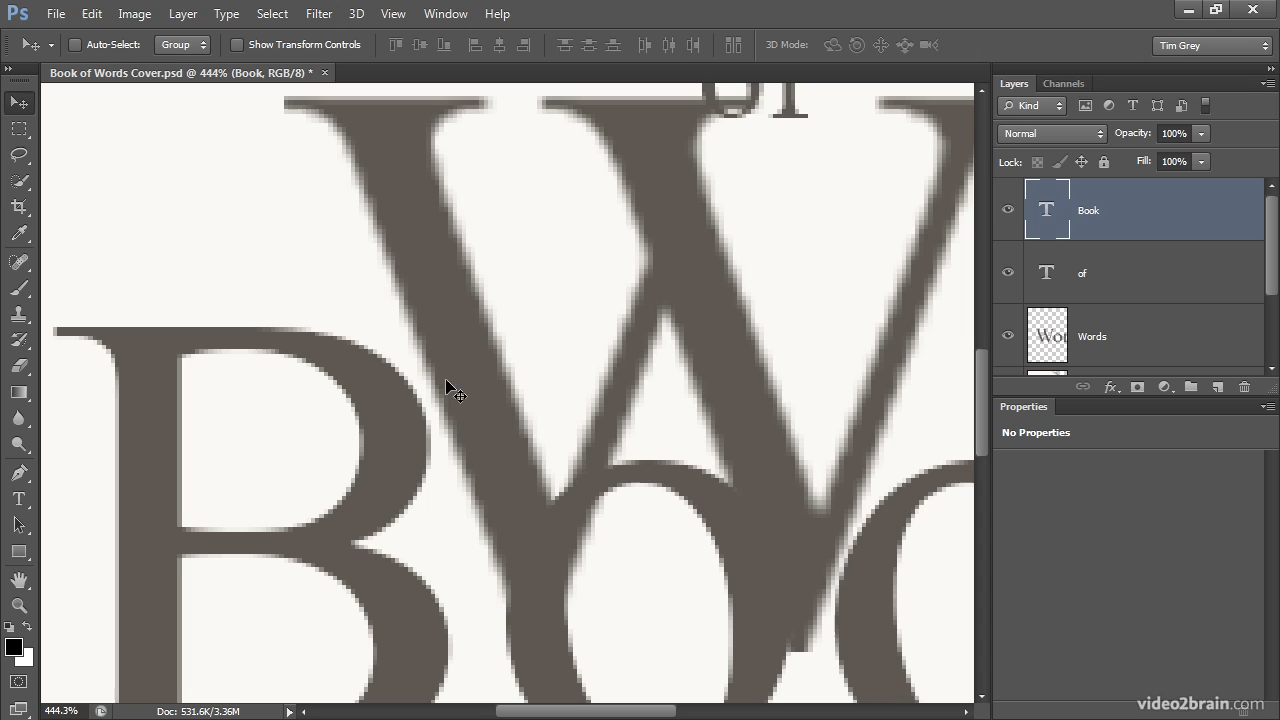 Ps File Edit Image Layer Type Select Filter 3D View Window Help
Auto-Select: Group Show Transform Controls 3D Mode: Tim Grey
Book of Words Cover.psd @ 444% (Book, RGB/8) * ×
Layers Channels
Kind
Normal Opacity: 100%
Lock: Fill: 100%
T Book
T of
Wor Words
Properties
No Properties
W
Bo
444.3% Doc: 531.6K/3.36M
video2brain.com